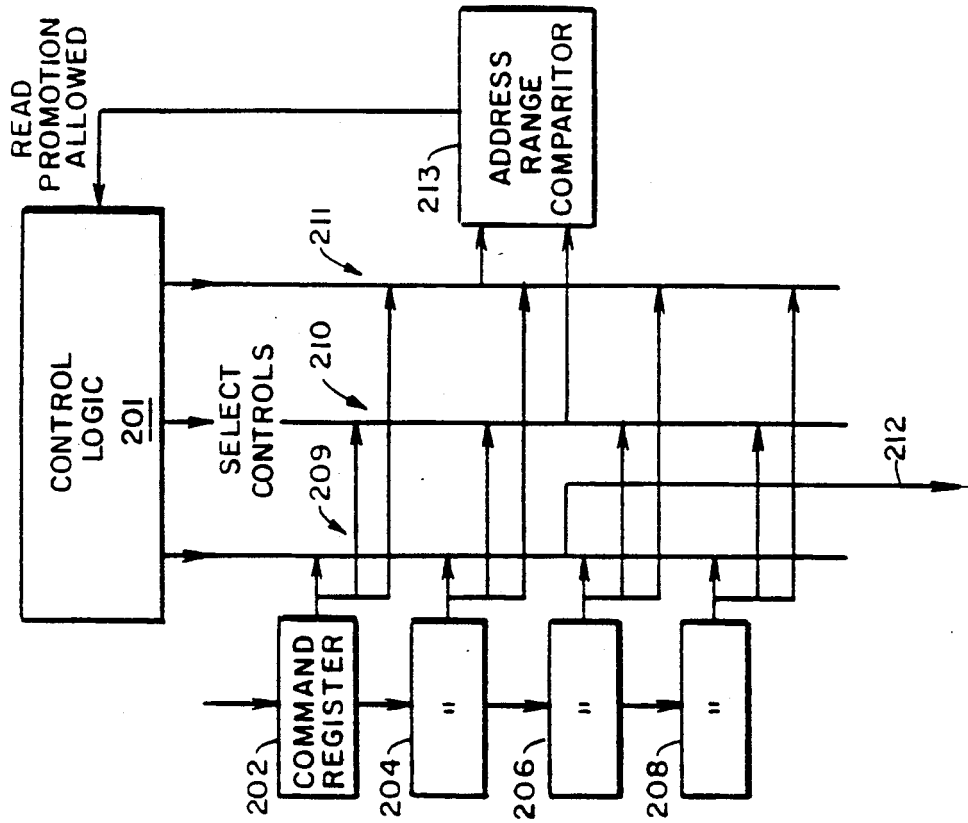 READ
PROMOTION
ALLOWED
CONTROL
LOGIC
201
213
ADDRESS
RANGE
COMPARITOR
211
SELECT
CONTROLS
210
209
202
COMMAND
REGISTER
204
"
206
"
208
"
212